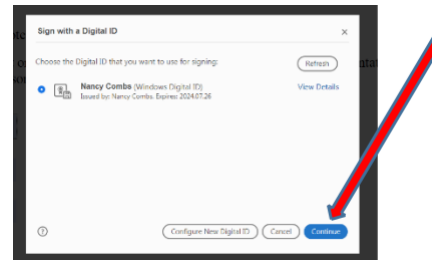 Sign with a Digital ID
Choose the Digital ID that you want to use for signing:
Refresh
Nancy Combs (Windows Digital ID)
View Details
Issued by: Nancy Combs, Expires: 2024.07.26
Configure New Digital ID
Cancel
Continue